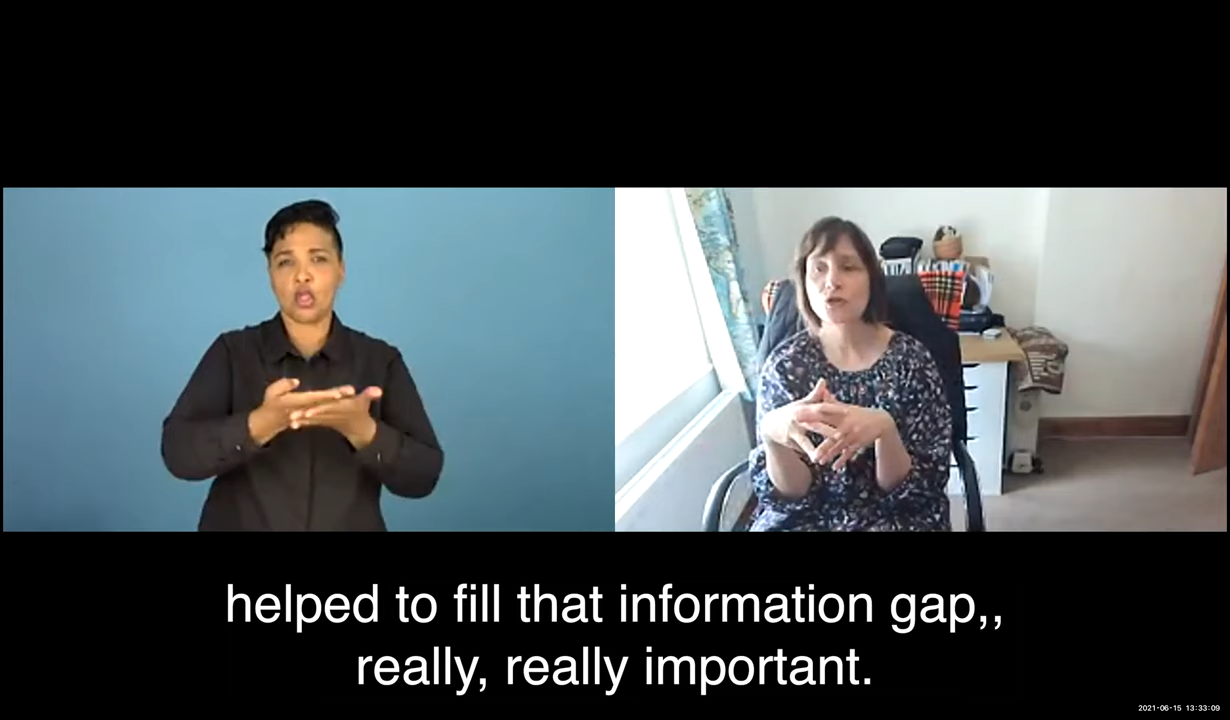 helped to fill that information gap,,
really, really important.
2021-06-15 13:33:09